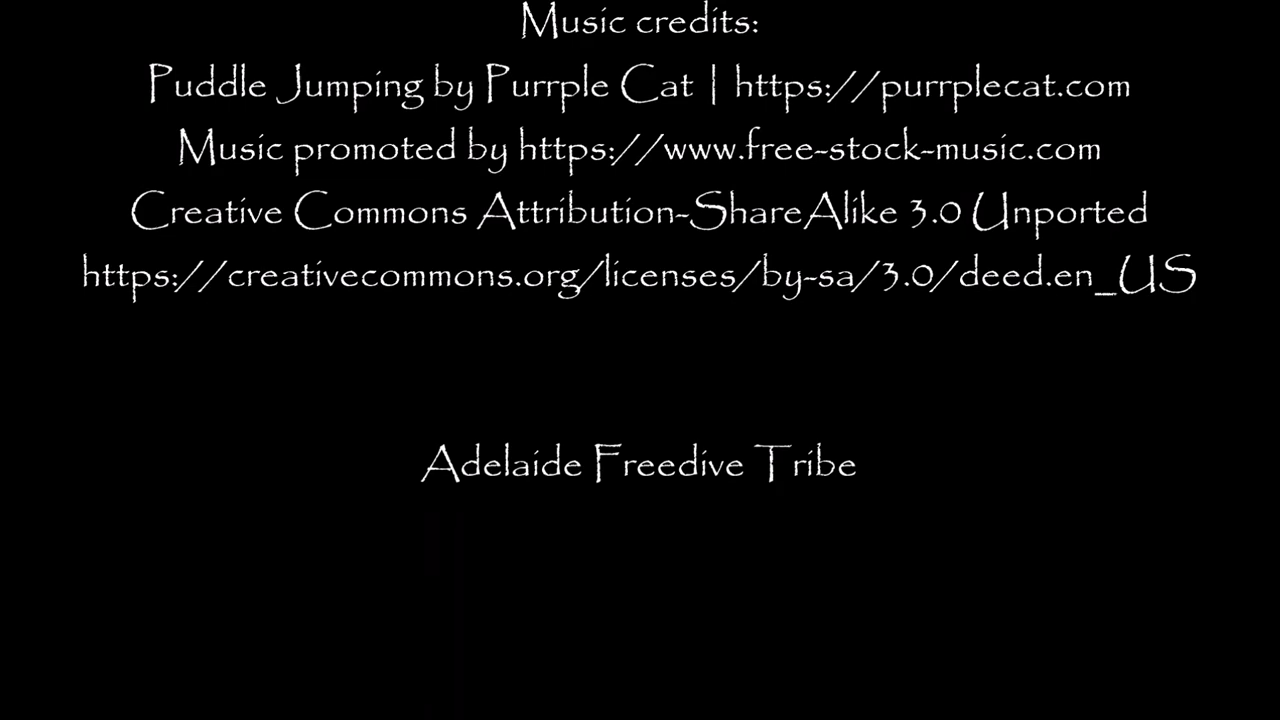 Music credits:
Puddle Jumping by Purrple Cat | https://purrplecat.com
Music promoted by https://www.free-stock-music.com
Creative Commons Attribution-ShareAlike 3.0 Unported
https://creativecommons.org/licenses/by-sa/3.0/deed.en_US
Adelaide Freedive Tribe